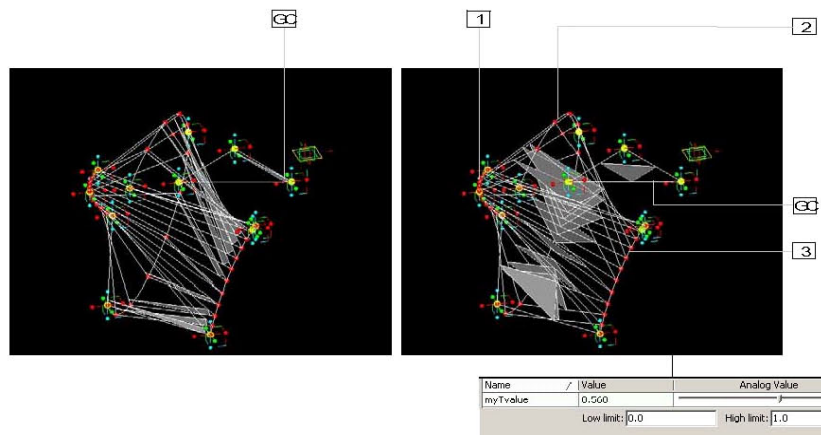 GC
1
2
GC
3
Name / Value Analog Value
myTvalue 0.560
Low limit: 0.0 High limit: 1.0